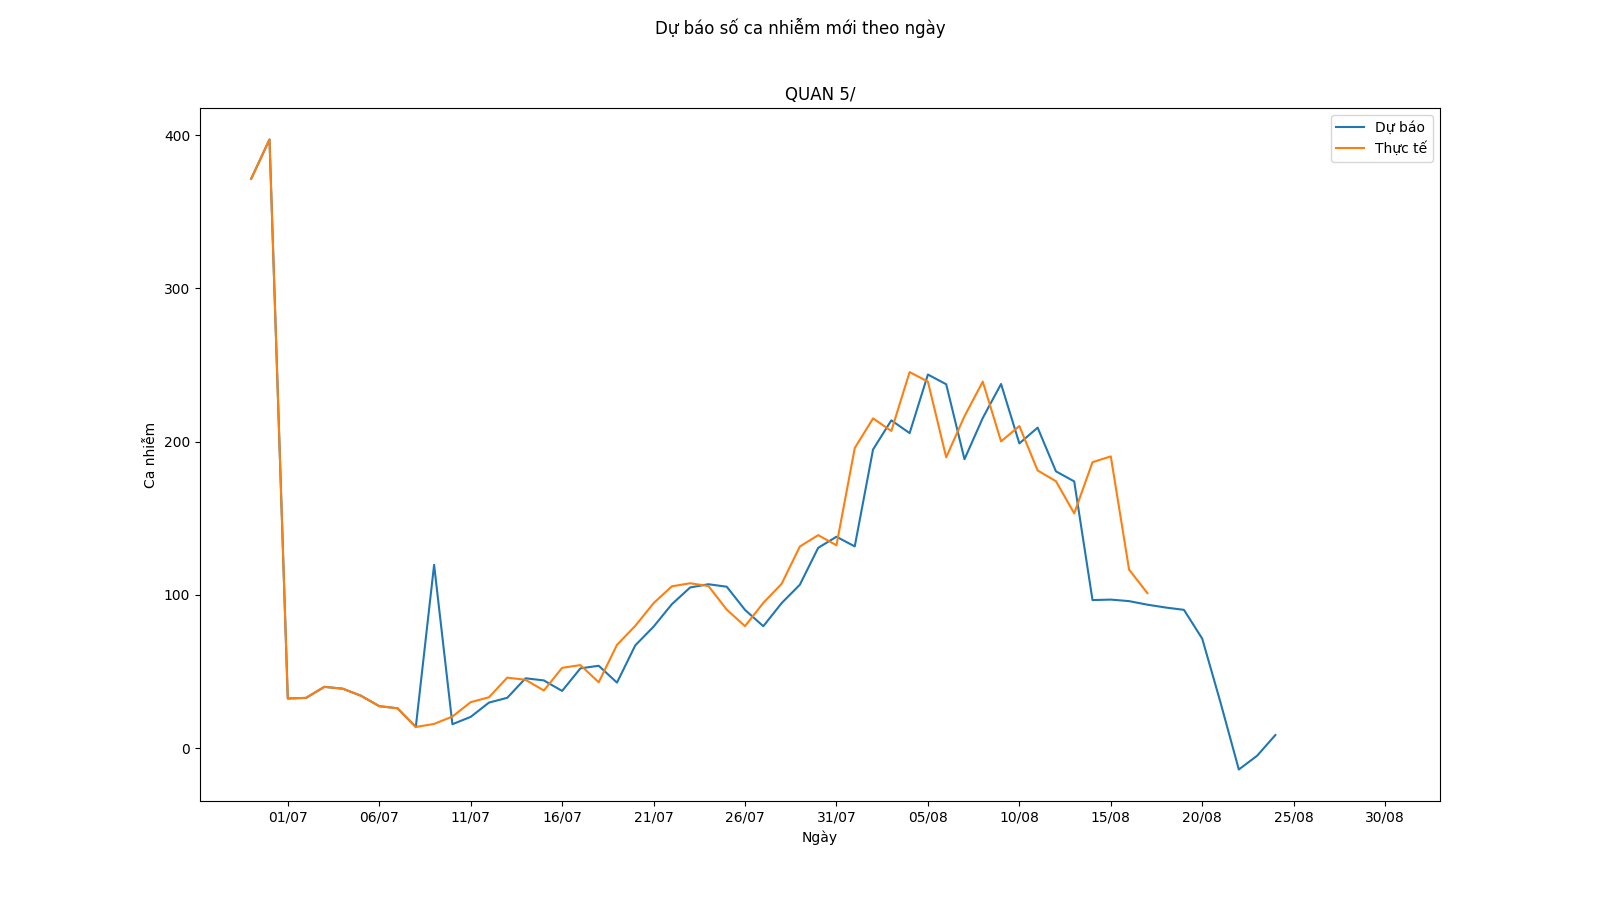 Dự báo số ca nhiễm mới theo ngày
QUAN 5/
Dự báo
Thực tế
400
300
200
100
0
Ca nhiễm
01/07 06/07 11/07 16/07 21/07 26/07 31/07 05/08 10/08 15/08 20/08 25/08 30/08
Ngày